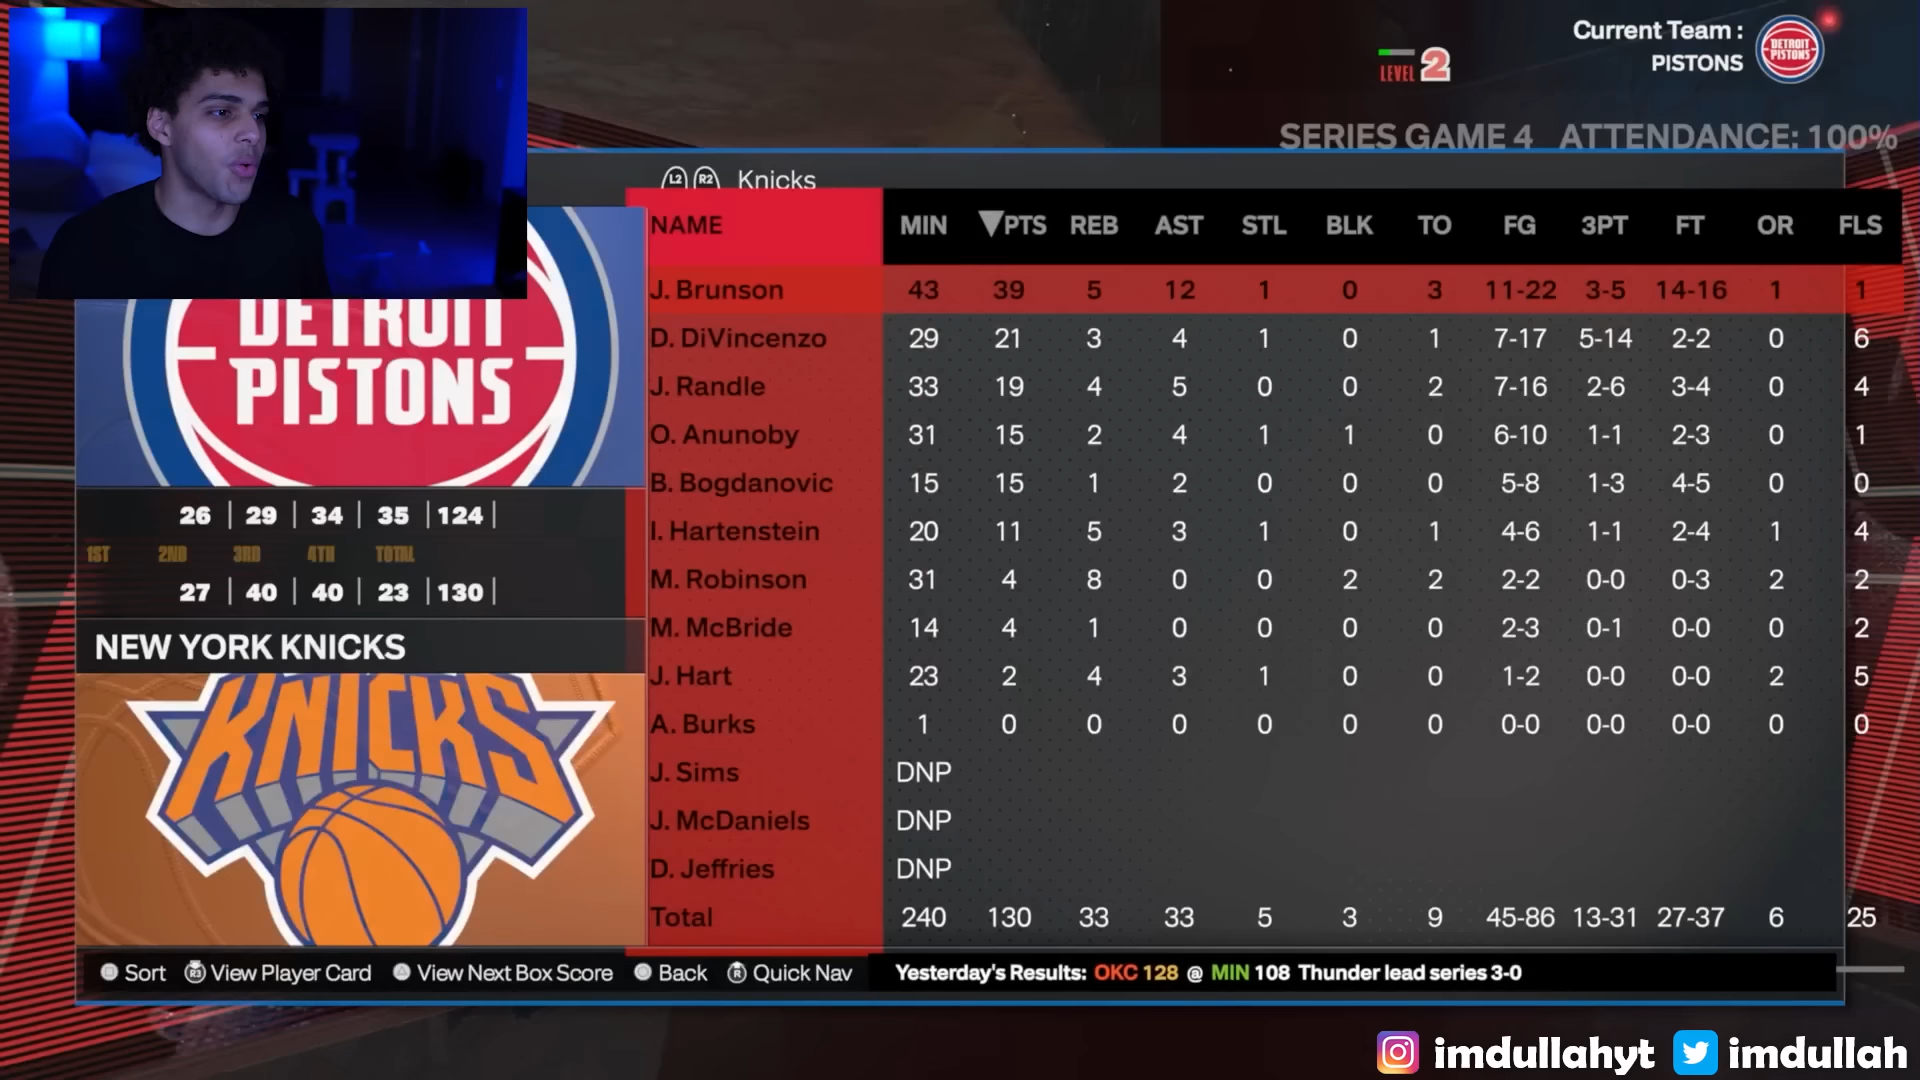 Current Team :
PISTONS
DETROIT PISTONS
LEVEL 2
SERIES GAME 4 ATTENDANCE: 100%
L2 R2 Knicks
NAME MIN ▼PTS REB AST STL BLK TO FG 3PT FT OR FLS
J. Brunson 43 39 5 12 1 0 3 11-22 3-5 14-16 1 1
D. DiVincenzo 29 21 3 4 1 0 1 7-17 5-14 2-2 0 6
J. Randle 33 19 4 5 0 0 2 7-16 2-6 3-4 0 4
O. Anunoby 31 15 2 4 1 1 0 6-10 1-1 2-3 0 1
B. Bogdanovic 15 15 1 2 0 0 0 5-8 1-3 4-5 0 0
I. Hartenstein 20 11 5 3 1 0 1 4-6 1-1 2-4 1 4
M. Robinson 31 4 8 0 0 2 2 2-2 0-0 0-3 2 2
M. McBride 14 4 1 0 0 0 0 2-3 0-1 0-0 0 2
J. Hart 23 2 4 3 1 0 0 1-2 0-0 0-0 2 5
A. Burks 1 0 0 0 0 0 0 0-0 0-0 0-0 0 0
J. Sims DNP
J. McDaniels DNP
D. Jeffries DNP
Total 240 130 33 33 5 3 9 45-86 13-31 27-37 6 25
DETROIT
PISTONS
26 | 29 | 34 | 35 | 124 |
1ST 2ND 3RD 4TH TOTAL
27 | 40 | 40 | 23 | 130 |
NEW YORK KNICKS
KNICKS
Sort R3 View Player Card View Next Box Score Back R Quick Nav
Yesterday's Results: OKC 128 @ MIN 108 Thunder lead series 3-0
imdullahyt imdullah